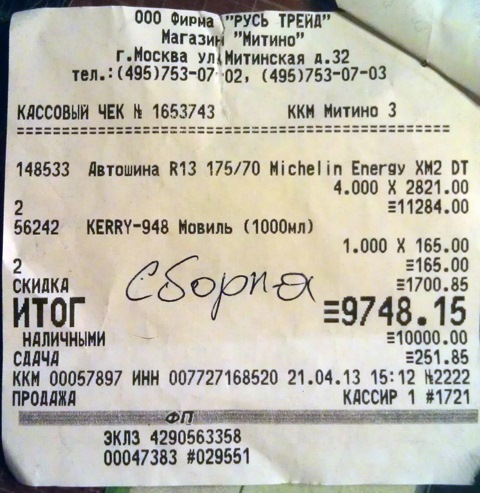 ООО Фирма "РУСЬ ТРЕЙД"
Магазин "Митино"
г.Москва ул.Митинская д.32
тел.:(495)753-07-02, (495)753-07-03
КАССОВЫЙ ЧЕК № 1653743 ККМ Митино 3
148533 Автошина R13 175/70 Michelin Energy XM2 DT
4.000 X 2821.00
2 ≡11284.00
56242 KERRY-948 Мовиль (1000мл)
1.000 X 165.00
2 ≡165.00
СКИДКА ≡1700.85
Сборка
ИТОГ ≡9748.15
НАЛИЧНЫМИ ≡10000.00
СДАЧА ≡251.85
ККМ 00057897 ИНН 007727168520 21.04.13 15:12 №2222
ПРОДАЖА КАССИР 1 #1721
ФП
ЭКЛЗ 4290563358
00047383 #029551